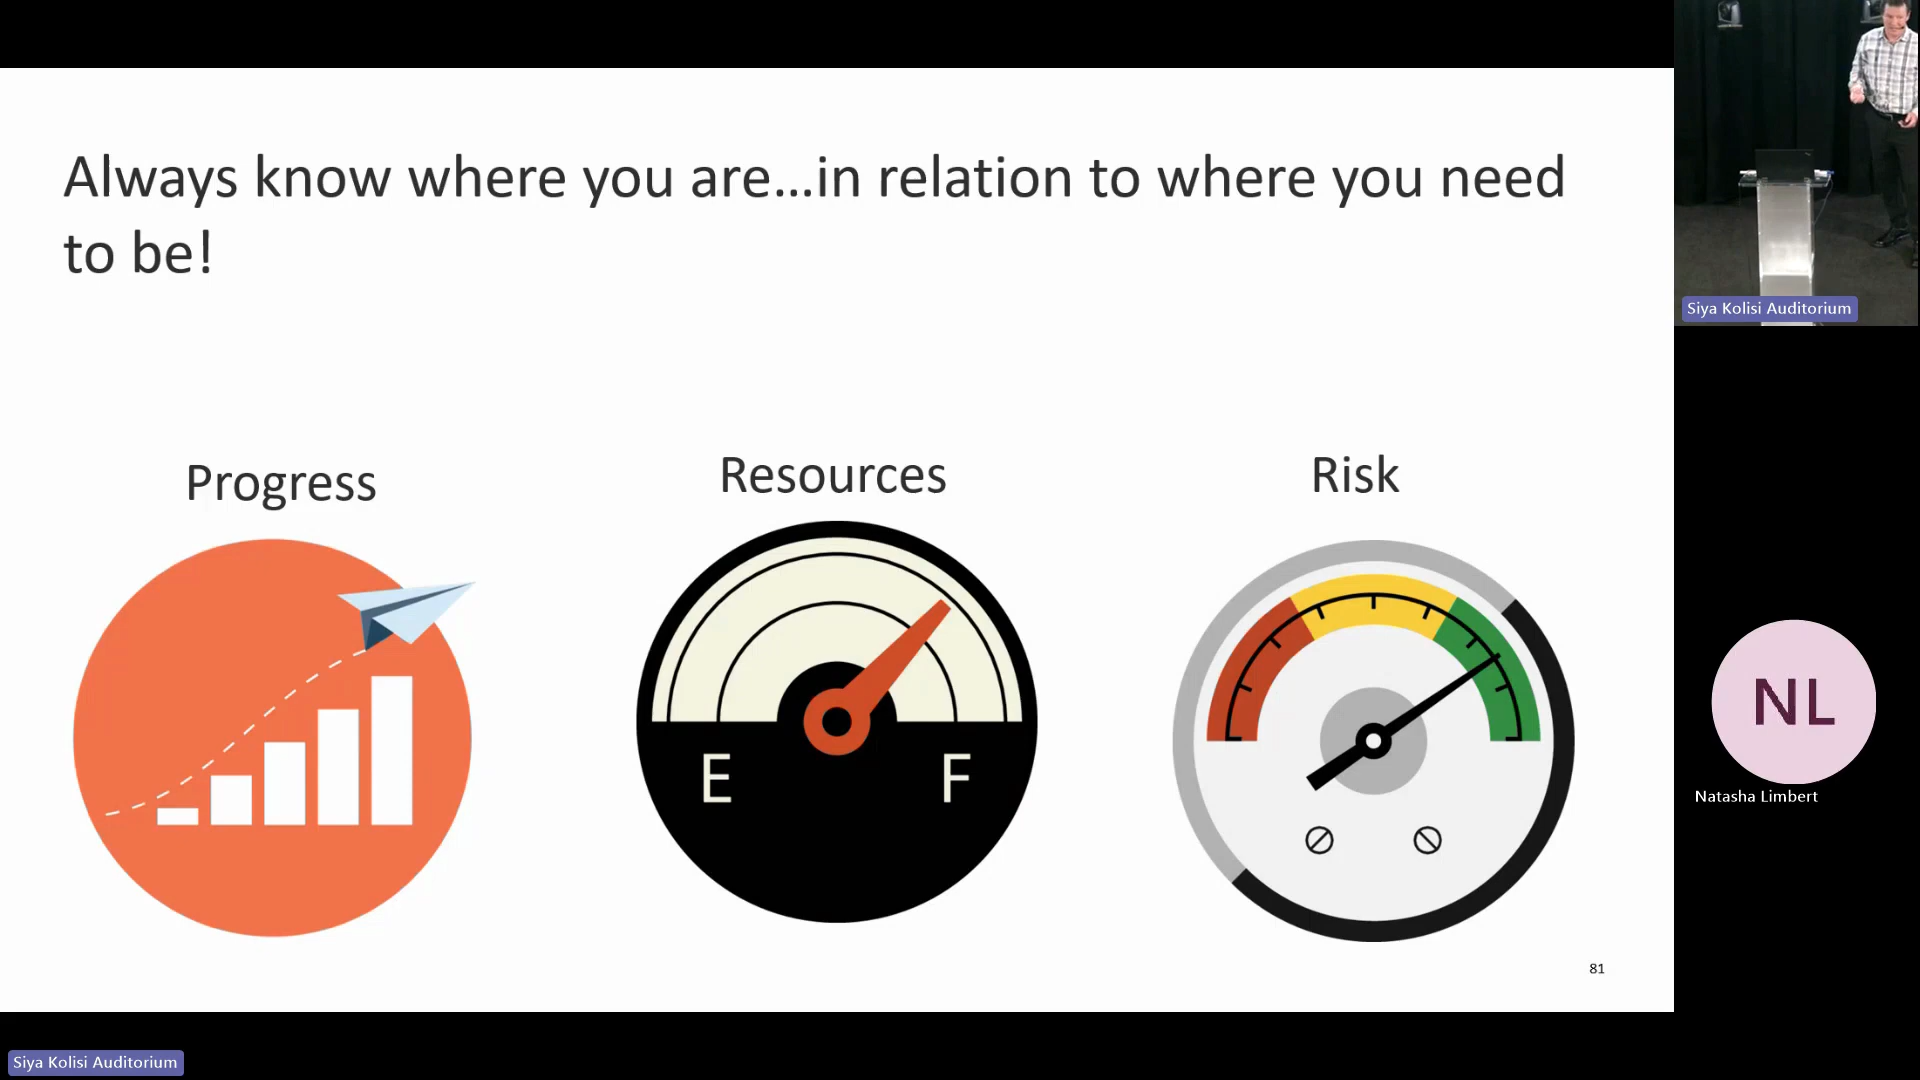 Always know where you are...in relation to where you need
to be!
Progress
Resources
Risk
E
F
81
Siya Kolisi Auditorium
NL
Natasha Limbert
Siya Kolisi Auditorium